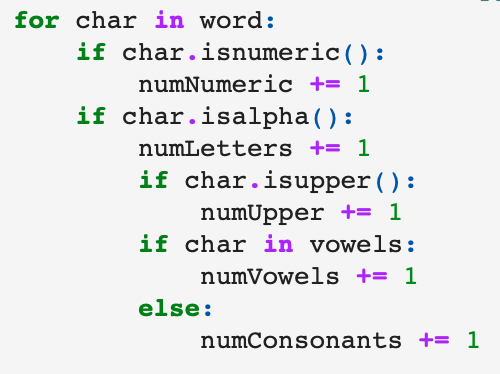 for char in word:
    if char.isnumeric():
        numNumeric += 1
    if char.isalpha():
        numLetters += 1
        if char.isupper():
            numUpper += 1
        if char in vowels:
            numVowels += 1
        else:
            numConsonants += 1